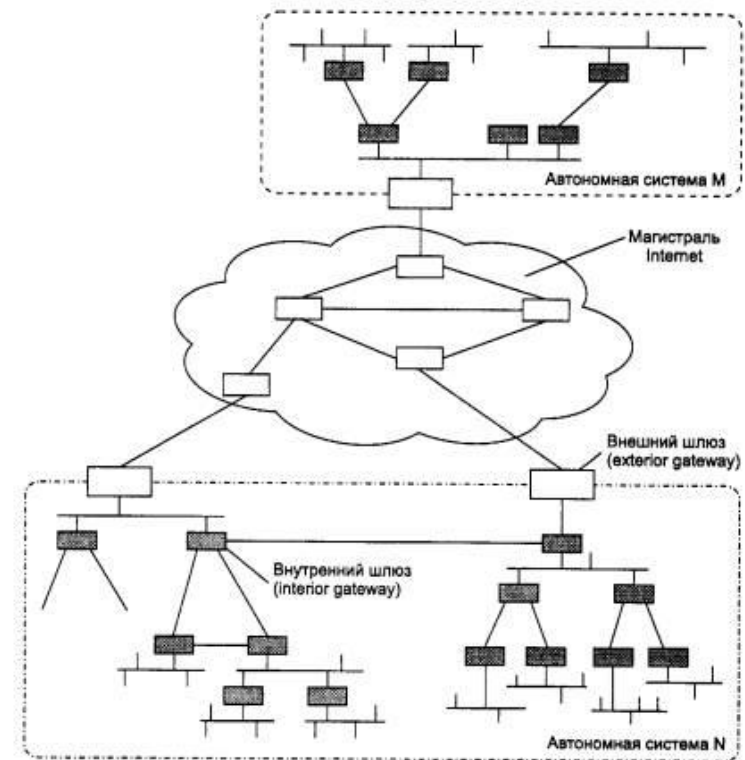 Автономная система M
Магистраль
Internet
Внешний шлюз
(exterior gateway)
Внутренний шлюз
(interior gateway)
Автономная система N